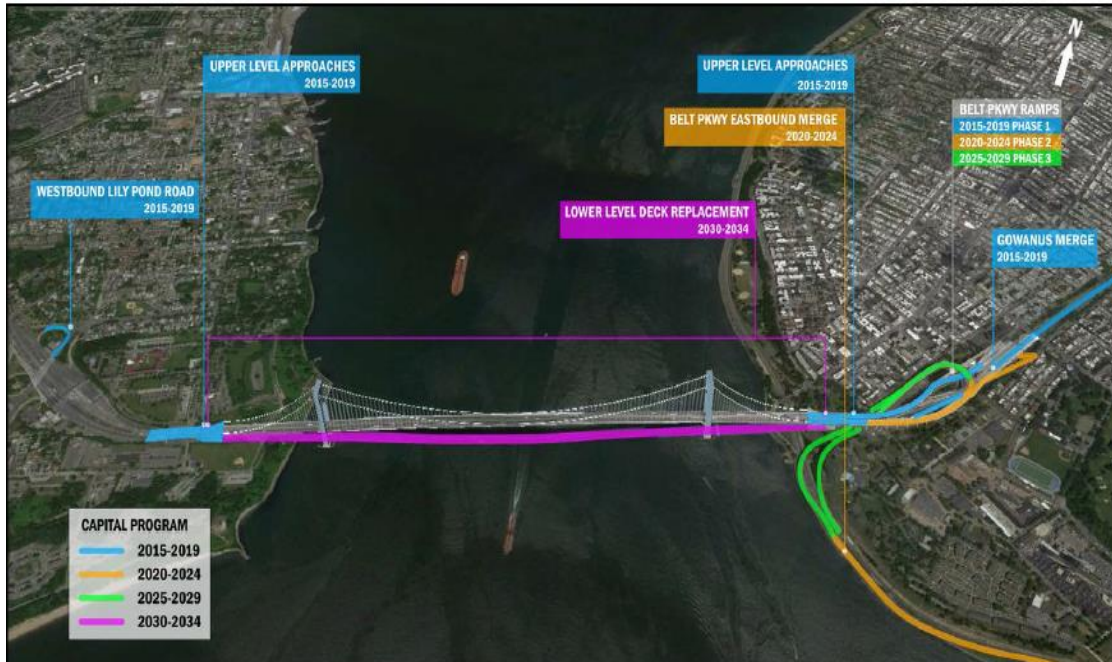 N
UPPER LEVEL APPROACHES
2015-2019
UPPER LEVEL APPROACHES
2015-2019
BELT PKWY EASTBOUND MERGE
2020-2024
BELT PKWY RAMPS
2015-2019 PHASE 1
2020-2024 PHASE 2
2025-2029 PHASE 3
WESTBOUND LILY POND ROAD
2015-2019
LOWER LEVEL DECK REPLACEMENT
2030-2034
GOWANUS MERGE
2015-2019
CAPITAL PROGRAM
2015-2019
2020-2024
2025-2029
2030-2034